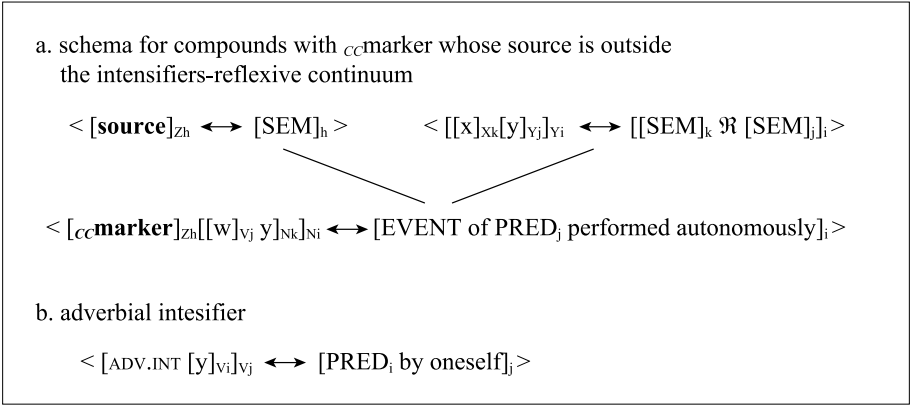 a. schema for compounds with CCmarker whose source is outside
the intensifiers-reflexive continuum
< [source]Zh ↔ [SEM]h > < [[x]Xk[y]Yj]Yi ↔ [[SEM]k ℜ [SEM]j]i >
< [CCmarker]Zh[[w]Vj y]Nk]Ni ↔ [EVENT of PREDj performed autonomously]i >
b. adverbial intesifier
< [ADV.INT [y]Vi]Vj ↔ [PREDi by oneself]j >